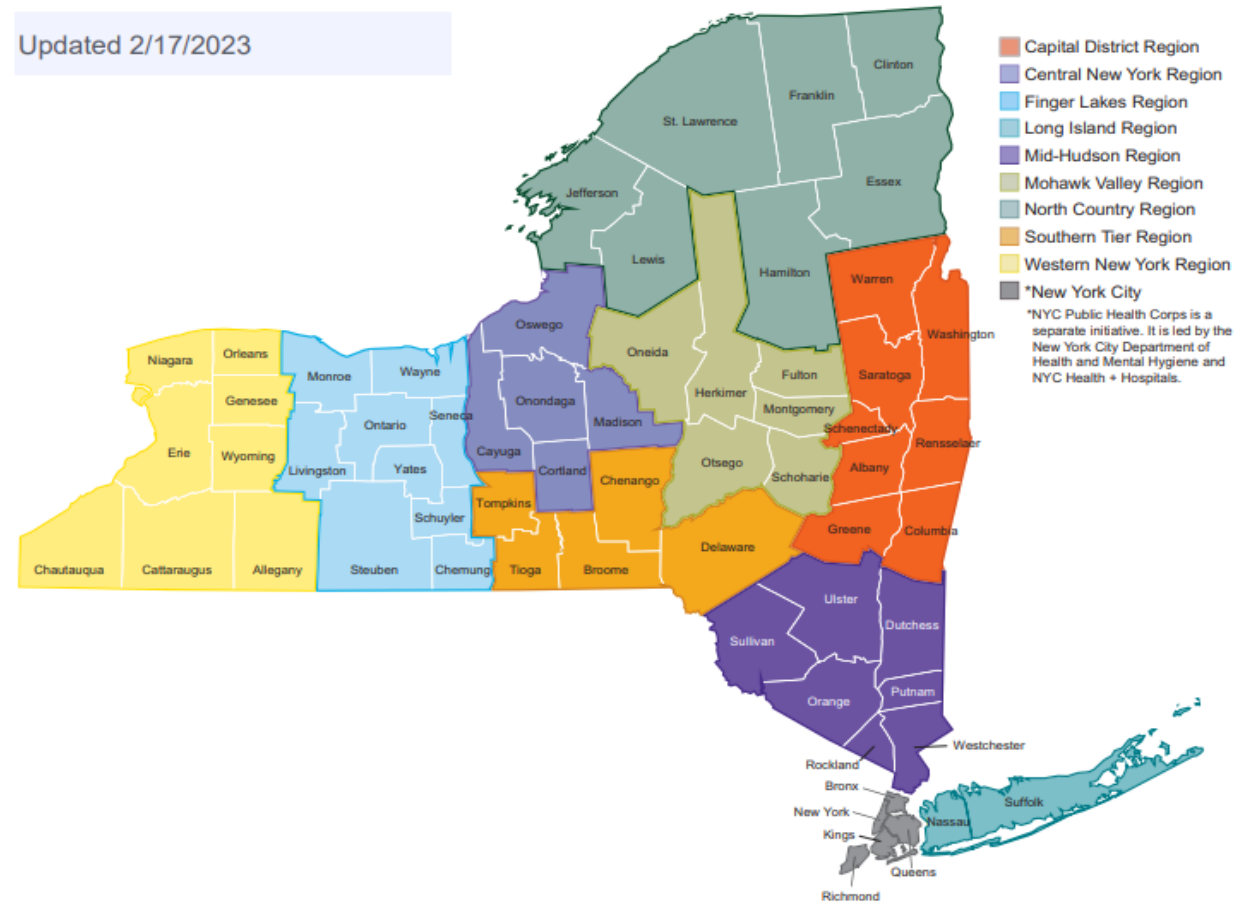 Updated 2/17/2023
Capital District Region
Central New York Region
Finger Lakes Region
Long Island Region
Mid-Hudson Region
Mohawk Valley Region
North Country Region
Southern Tier Region
Western New York Region
*New York City
*NYC Public Health Corps is a
separate initiative. It is led by the
New York City Department of
Health and Mental Hygiene and
NYC Health + Hospitals.
Clinton
Franklin
St. Lawrence
Essex
Jefferson
Lewis
Hamilton
Warren
Washington
Oswego
Oneida
Herkimer
Fulton
Saratoga
Montgomery
Schenectady
Rensselaer
Niagara
Orleans
Monroe
Wayne
Genesee
Ontario
Seneca
Onondaga
Madison
Erie
Wyoming
Livingston
Yates
Cayuga
Cortland
Chenango
Otsego
Schoharie
Albany
Tompkins
Schuyler
Greene
Columbia
Delaware
Chautauqua
Cattaraugus
Allegany
Steuben
Chemung
Tioga
Broome
Ulster
Dutchess
Sullivan
Orange
Putnam
Rockland
Westchester
Bronx
New York
Kings
Queens
Richmond
Nassau
Suffolk